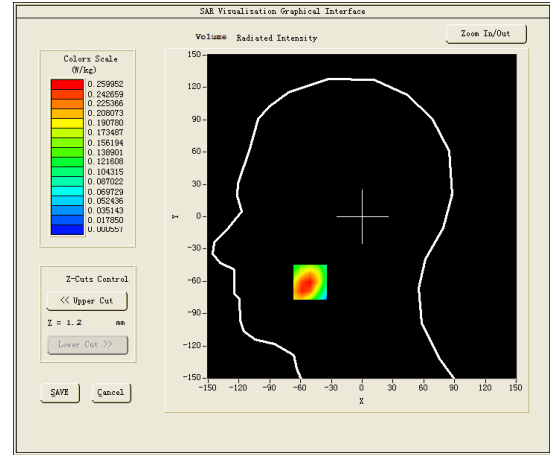 SAR Visualisation Graphical Interface
Volume Radiated Intensity
Zoom In/Out
Colors Scale
(W/kg)
0.259952
0.242659
0.225366
0.208073
0.190780
0.173487
0.156194
0.138901
0.121608
0.104315
0.087022
0.069729
0.052436
0.035143
0.017850
0.000557
150
120
90
60
30
0
-30
-60
-90
-120
-150
Y
-150 -120 -90 -60 -30 0 30 60 90 120 150
X
Z-Cuts Control
<< Upper Cut
Z = 1.2 mm
Lower Cut >>
SAVE Cancel